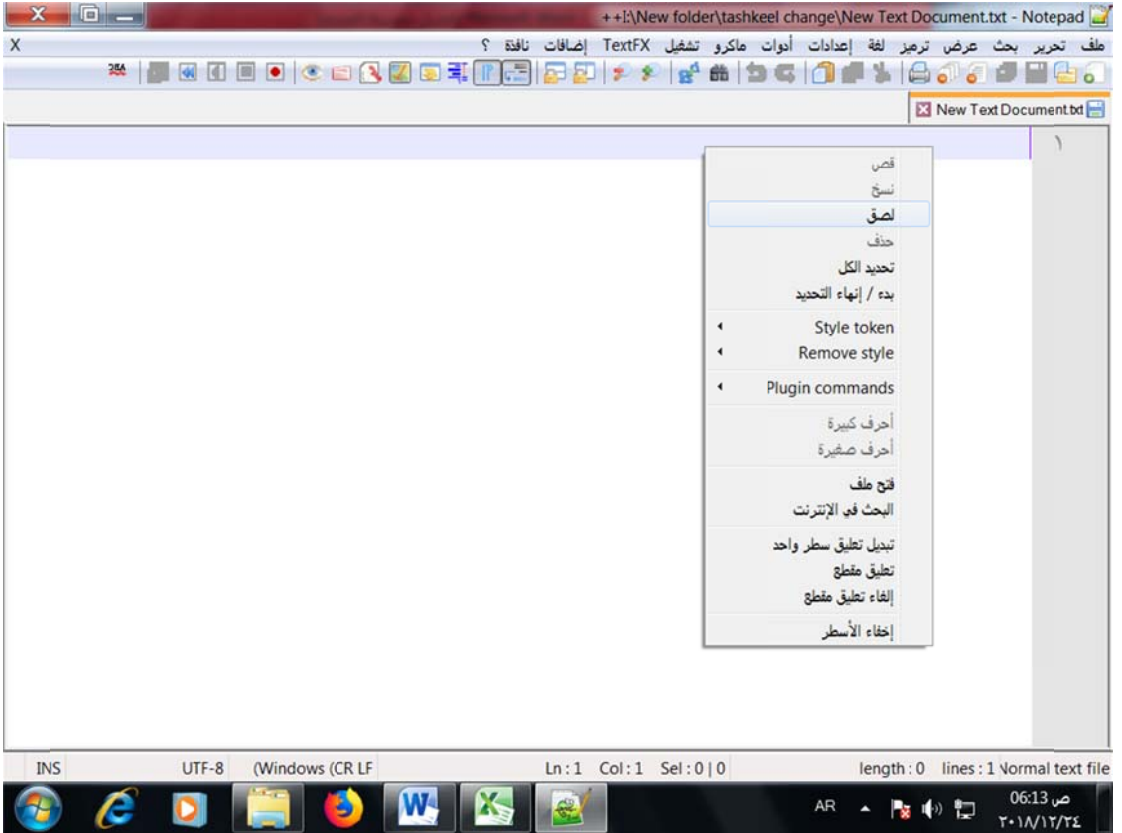 ++I:\New folder\tashkeel change\New Text Document.txt - Notepad
ملف تحرير بحث عرض ترميز لغة إعدادات أدوات ماكرو تشغيل TextFX إضافات نافذة ؟ X
New Text Document.txt
١
قص
نسخ
لصق
حذف
تحديد الكل
بدء / إنهاء التحديد
Style token
Remove style
Plugin commands
أحرف كبيرة
أحرف صغيرة
فتح ملف
البحث في الإنترنت
تبديل تعليق سطر واحد
تعليق مقطع
إلغاء تعليق مقطع
إخفاء الأسطر
INS UTF-8 (Windows (CR LF Ln : 1 Col : 1 Sel : 0 | 0 length : 0 lines : 1 Normal text file
AR 06:13 ص
٢٠١٨/١٢/٢٤